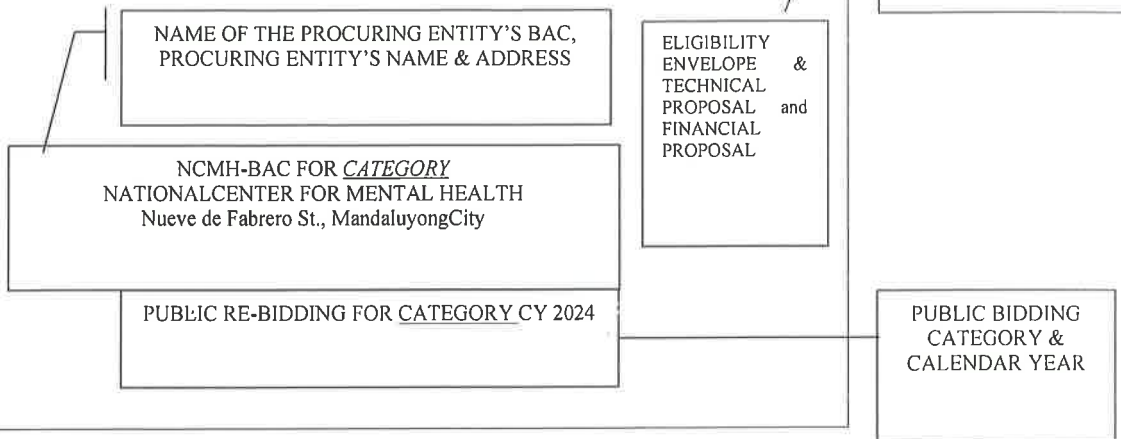 NAME OF THE PROCURING ENTITY'S BAC,
PROCURING ENTITY'S NAME & ADDRESS
ELIGIBILITY
ENVELOPE &
TECHNICAL
PROPOSAL and
FINANCIAL
PROPOSAL
NCMH-BAC FOR CATEGORY
NATIONALCENTER FOR MENTAL HEALTH
Nueve de Fabrero St., MandaluyongCity
PUBLIC RE-BIDDING FOR CATEGORY CY 2024
PUBLIC BIDDING
CATEGORY &
CALENDAR YEAR